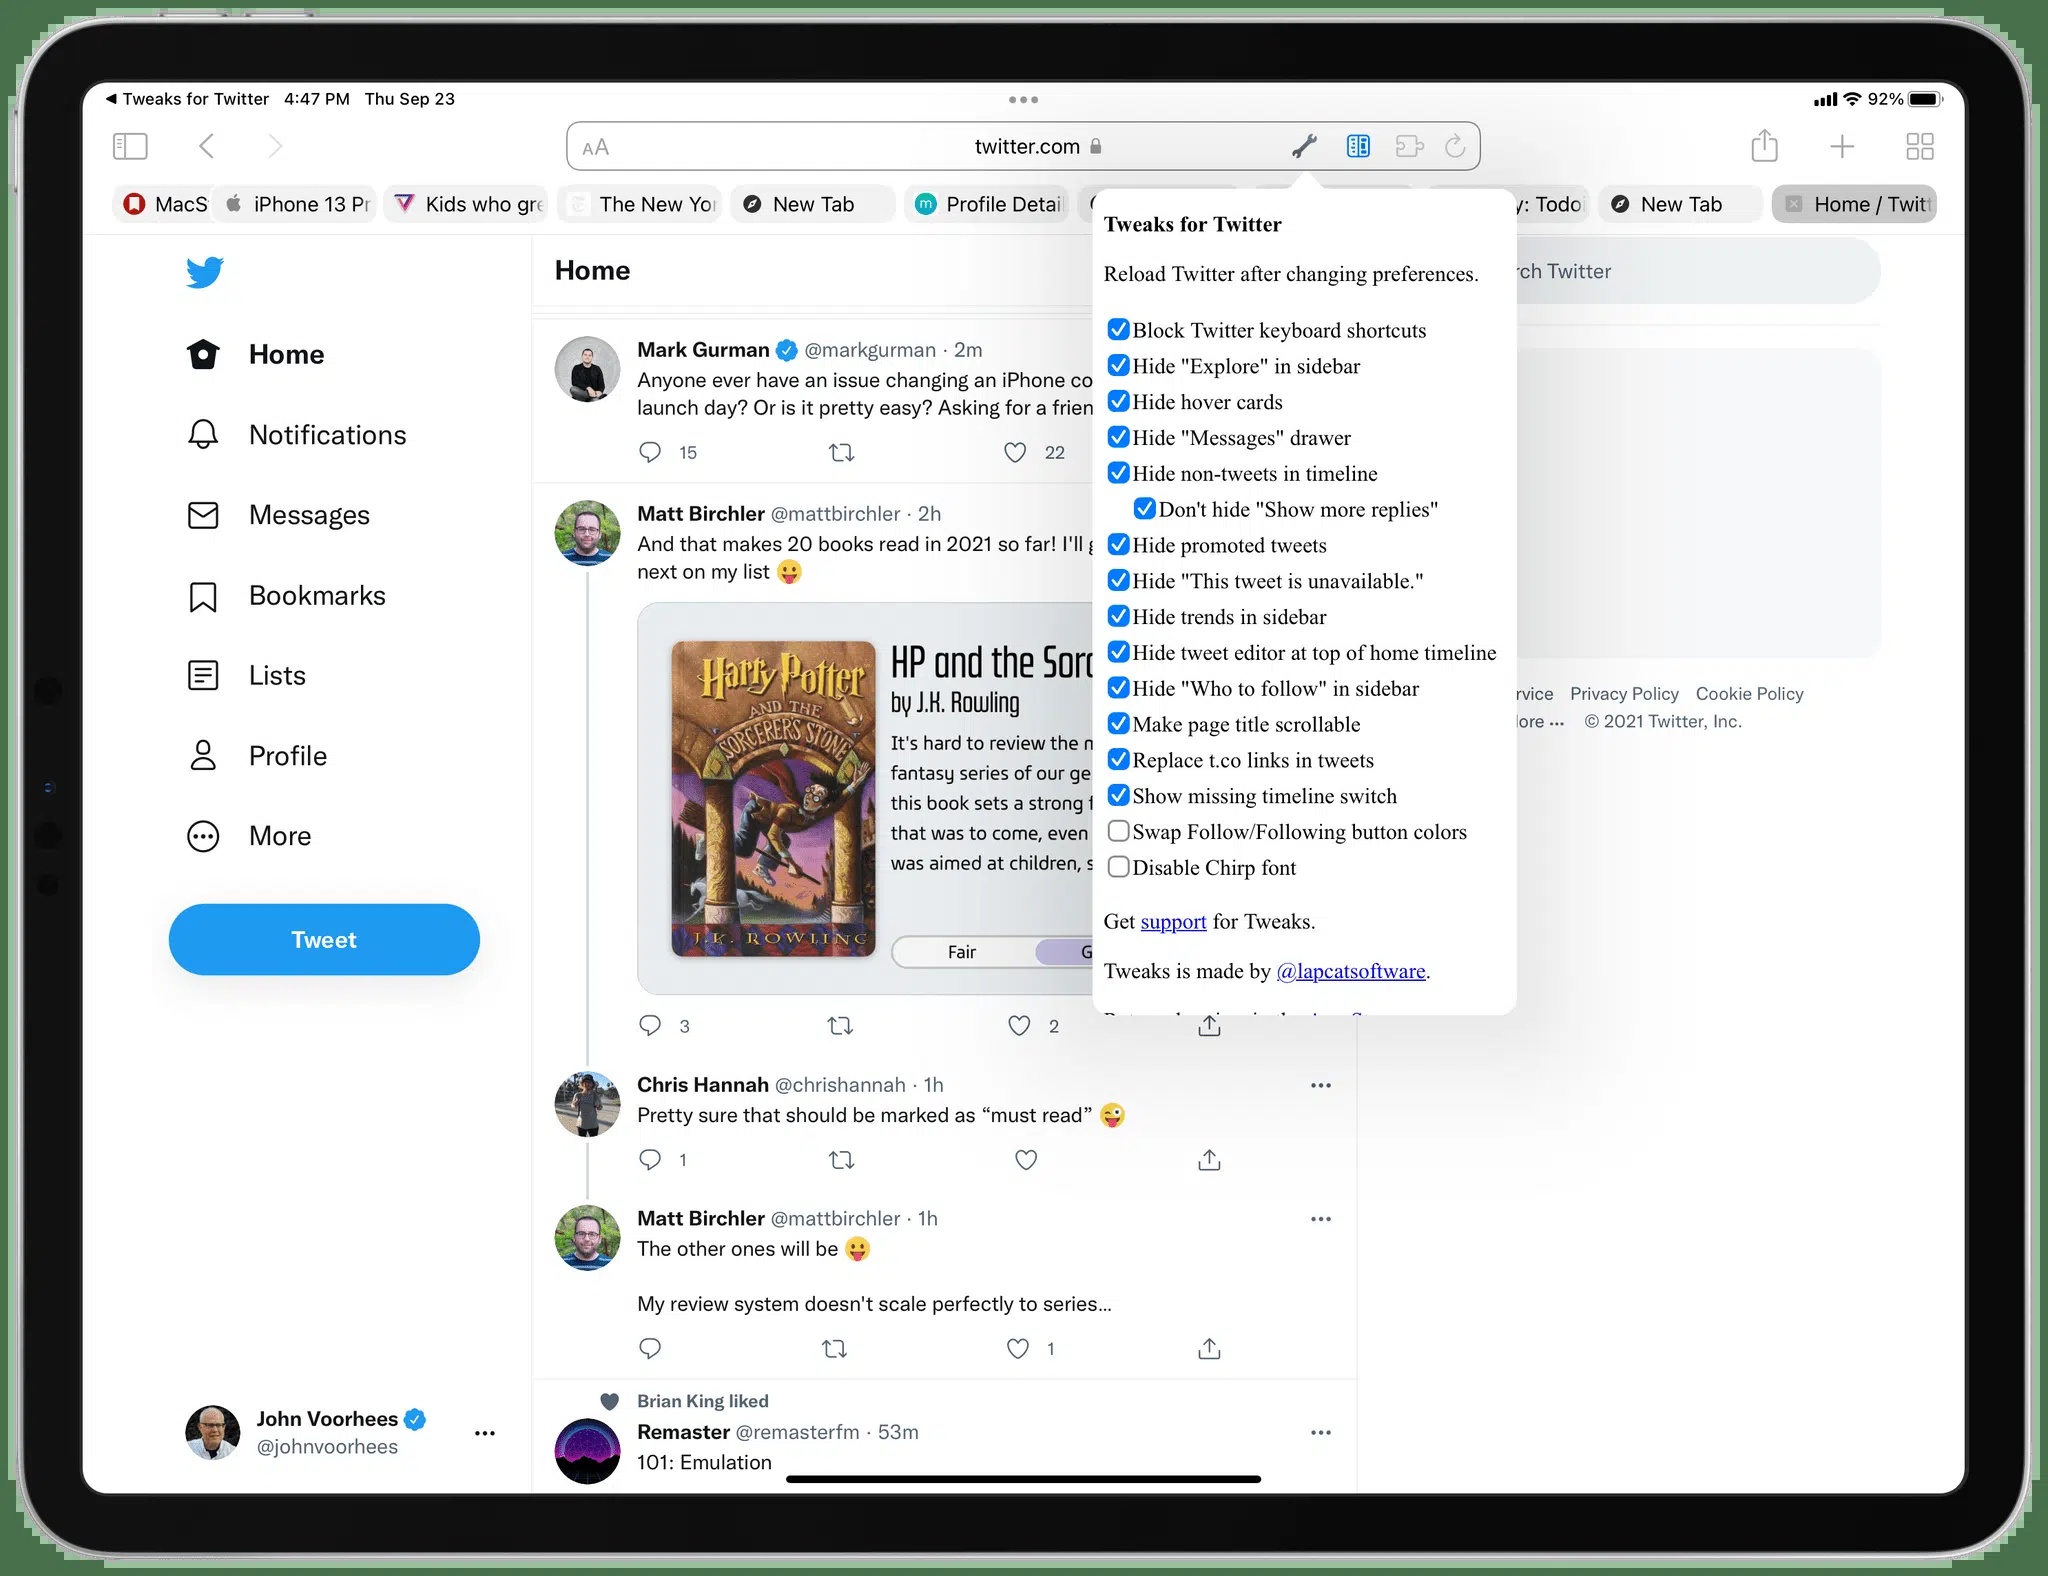 ◀ Tweaks for Twitter 4:47 PM Thu Sep 23
92%
AA twitter.com
MacS iPhone 13 Pr Kids who gre The New Yor New Tab Profile Detai y: Todoi New Tab Home / Twitt
Home
Notifications
Messages
Bookmarks
Lists
Profile
More
Tweet
John Voorhees
@johnvoorhees
Home
Mark Gurman @markgurman · 2m
Anyone ever have an issue changing an iPhone co
launch day? Or is it pretty easy? Asking for a frien
15 22
Matt Birchler @mattbirchler · 2h
And that makes 20 books read in 2021 so far! I'll g
next on my list 😛
Harry Potter
AND THE
SORCERER'S STONE
J.K. ROWLING
HP and the Sorc
by J.K. Rowling
It's hard to review the m
fantasy series of our ge
this book sets a strong f
that was to come, even
was aimed at children, s
Fair G
3 2
Chris Hannah @chrishannah · 1h
Pretty sure that should be marked as “must read” 😜
1
Matt Birchler @mattbirchler · 1h
The other ones will be 😛
My review system doesn't scale perfectly to series...
1
Brian King liked
Remaster @remasterfm · 53m
101: Emulation
Tweaks for Twitter
Reload Twitter after changing preferences.
Block Twitter keyboard shortcuts
Hide "Explore" in sidebar
Hide hover cards
Hide "Messages" drawer
Hide non-tweets in timeline
Don't hide "Show more replies"
Hide promoted tweets
Hide "This tweet is unavailable."
Hide trends in sidebar
Hide tweet editor at top of home timeline
Hide "Who to follow" in sidebar
Make page title scrollable
Replace t.co links in tweets
Show missing timeline switch
Swap Follow/Following button colors
Disable Chirp font
Get support for Tweaks.
Tweaks is made by @lapcatsoftware.
rch Twitter
rvice Privacy Policy Cookie Policy
ore ··· © 2021 Twitter, Inc.